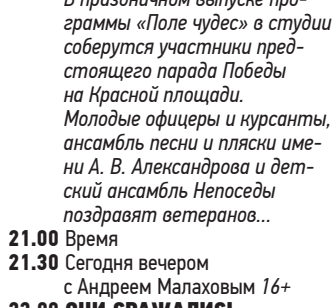 В праздничном выпуске про-
граммы «Поле чудес» в студии
соберутся участники пред-
стоящего парада Победы
на Красной площади.
Молодые офицеры и курсанты,
ансамбль песни и пляски име-
ни А. В. Александрова и дет-
ский ансамбль Непоседы
поздравят ветеранов...
21.00 Время
21.30 Сегодня вечером
с Андреем Малаховым 16+